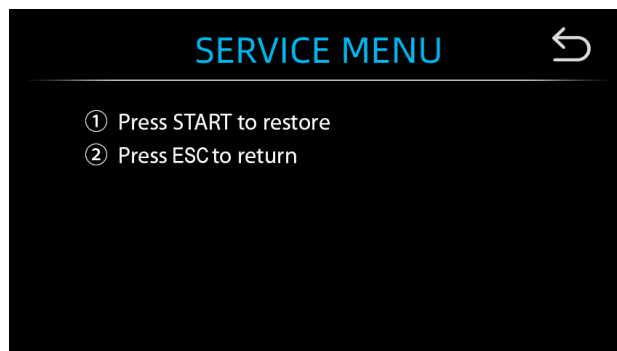 SERVICE MENU
① Press START to restore
② Press ESC to return